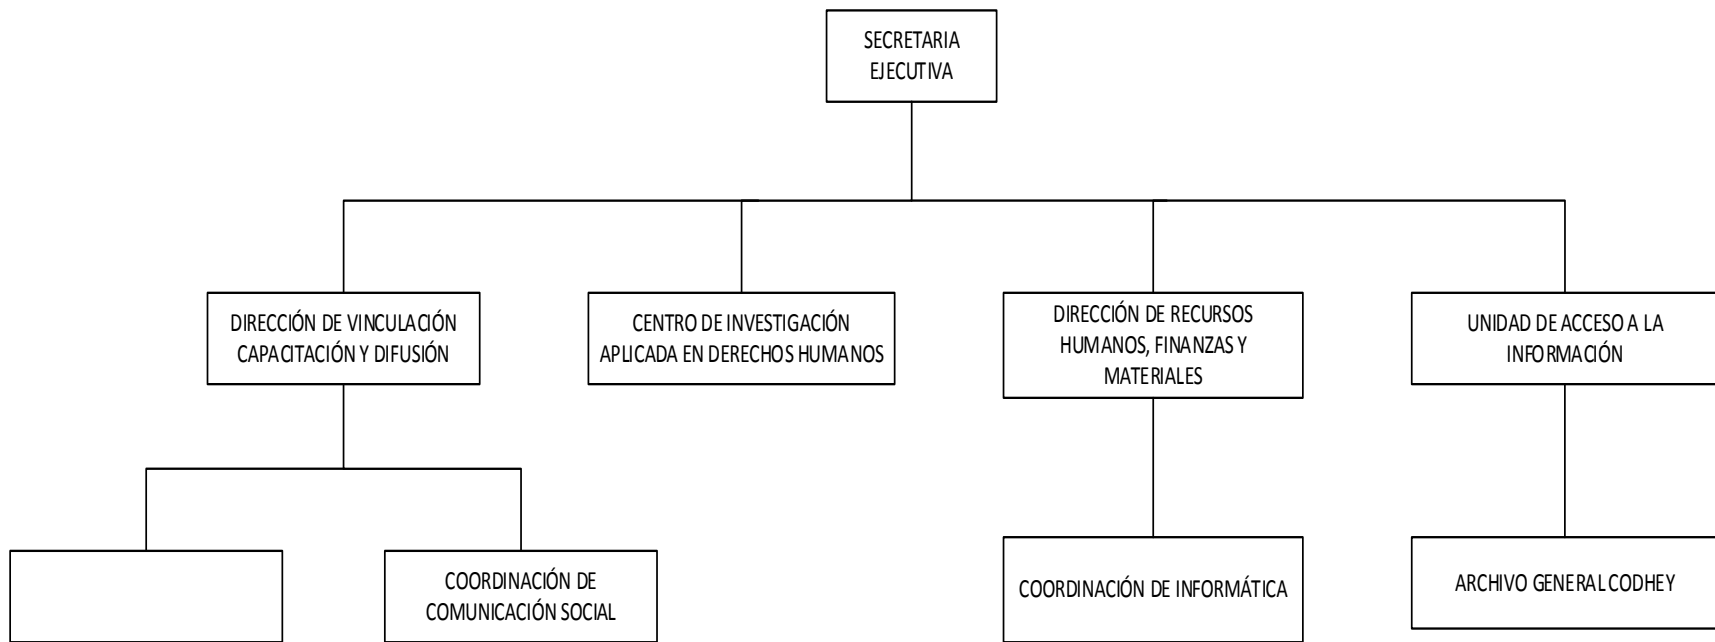 SECRETARIA
EJECUTIVA
DIRECCIÓN DE VINCULACIÓN
CAPACITACIÓN Y DIFUSIÓN
CENTRO DE INVESTIGACIÓN
APLICADA EN DERECHOS HUMANOS
DIRECCIÓN DE RECURSOS
HUMANOS, FINANZAS Y
MATERIALES
UNIDAD DE ACCESO A LA
INFORMACIÓN
COORDINACIÓN DE
COMUNICACIÓN SOCIAL
COORDINACIÓN DE INFORMÁTICA
ARCHIVO GENERAL CODHEY